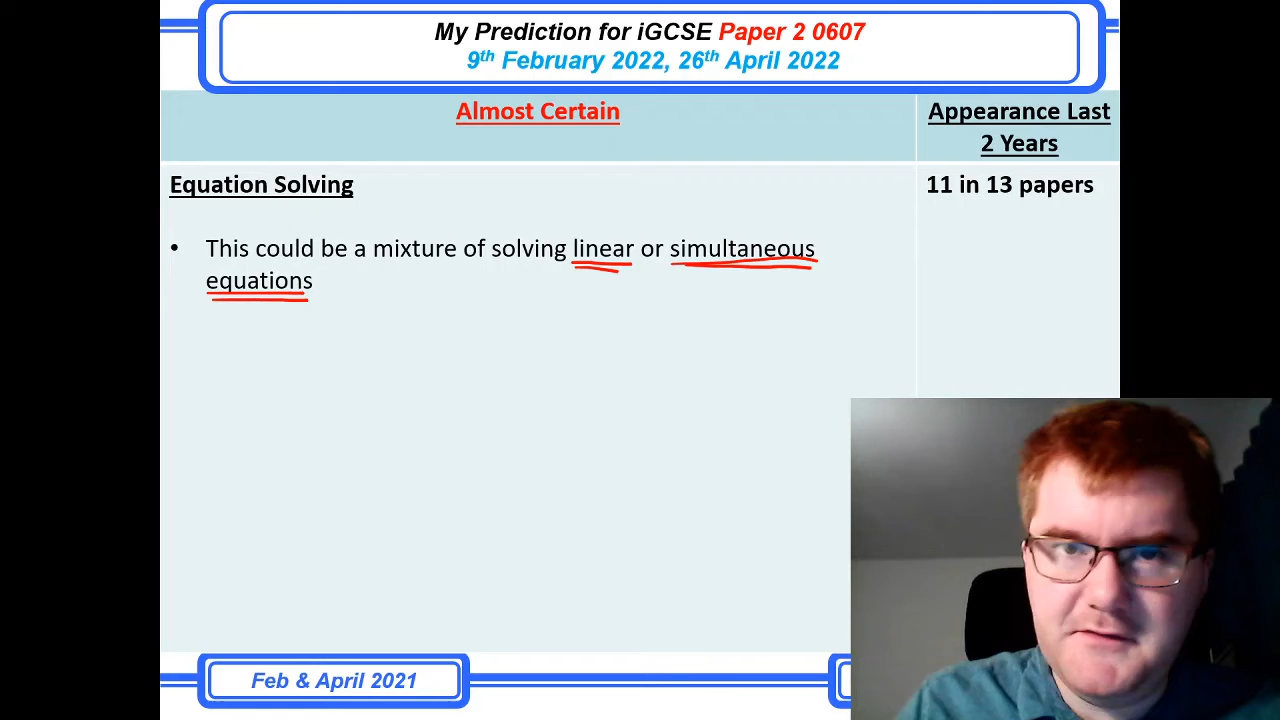 My Prediction for iGCSE Paper 2 0607
9th February 2022, 26th April 2022
Almost Certain
Appearance Last
2 Years
Equation Solving
11 in 13 papers
• This could be a mixture of solving linear or simultaneous
equations
Feb & April 2021